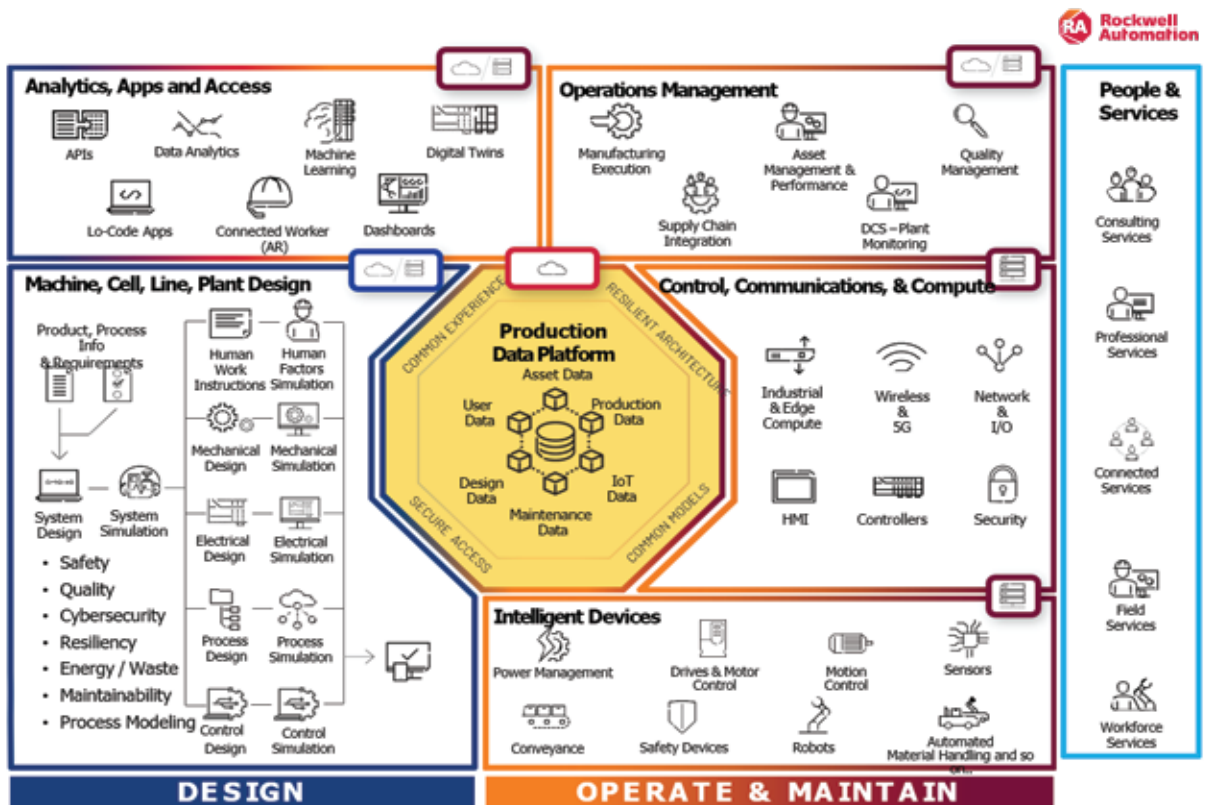 Rockwell
Automation
Analytics, Apps and Access
APIs
Data Analytics
Machine
Learning
Digital Twins
Lo-Code Apps
Connected Worker
(AR)
Dashboards
Operations Management
Manufacturing
Execution
Asset
Management &
Performance
Quality
Management
Supply Chain
Integration
DCS – Plant
Monitoring
People &
Services
Consulting
Services
Professional
Services
Connected
Services
Field
Services
Workforce
Services
Machine, Cell, Line, Plant Design
Product, Process
Info
& Requirements
Human
Work
Instructions
Human
Factors
Simulation
Mechanical
Design
Mechanical
Simulation
System
Design
System
Simulation
Electrical
Design
Electrical
Simulation
Process
Design
Process
Simulation
Control
Design
Control
Simulation
• Safety
• Quality
• Cybersecurity
• Resiliency
• Energy / Waste
• Maintainability
• Process Modeling
COMMON EXPERIENCE
RESILIENT ARCHITECTURE
Production
Data Platform
Asset Data
User
Data
Production
Data
Design
Data
IoT
Data
Maintenance
Data
SECURE ACCESS
COMMON MODELS
Control, Communications, & Compute
Industrial
& Edge
Compute
Wireless
&
5G
Network
&
I/O
HMI
Controllers
Security
Intelligent Devices
Power Management
Drives & Motor
Control
Motion
Control
Sensors
Conveyance
Safety Devices
Robots
Automated
Material Handling and so
on..
DESIGN
OPERATE & MAINTAIN
RA